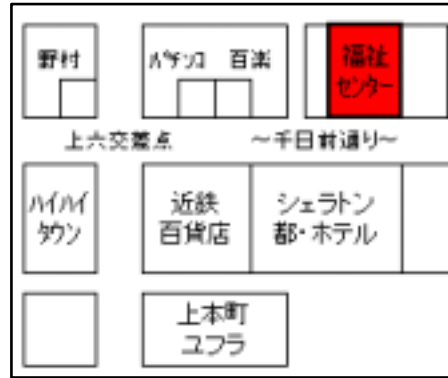 野村
パチンコ 百楽
福祉
センター
上六交差点 ～千日前通り～
ハイハイ
タウン
近鉄
百貨店
シェラトン
都・ホテル
上本町
ユフラ